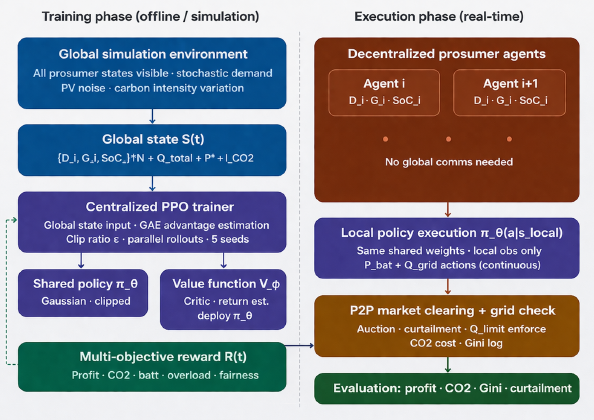 Training phase (offline / simulation)
Global simulation environment
All prosumer states visible · stochastic demand
PV noise · carbon intensity variation
Global state S(t)
{D_i, G_i, SoC_}↑N + Q_total + P* + I_CO2
Centralized PPO trainer
Global state input · GAE advantage estimation
Clip ratio ε · parallel rollouts · 5 seeds
Shared policy π_θ
Gaussian · clipped
Value function V_ϕ
Critic · return est.
deploy π_θ
Multi-objective reward R(t)
Profit · CO2 · batt · overload · fairness
Execution phase (real-time)
Decentralized prosumer agents
Agent i
D_i · G_i · SoC_i
Agent i+1
D_i · G_i · SoC_i
No global comms needed
Local policy execution π_θ(a|s_local)
Same shared weights · local obs only
P_bat + Q_grid actions (continuous)
P2P market clearing + grid check
Auction · curtailment · Q_limit enforce
CO2 cost · Gini log
Evaluation: profit · CO2 · Gini · curtailment